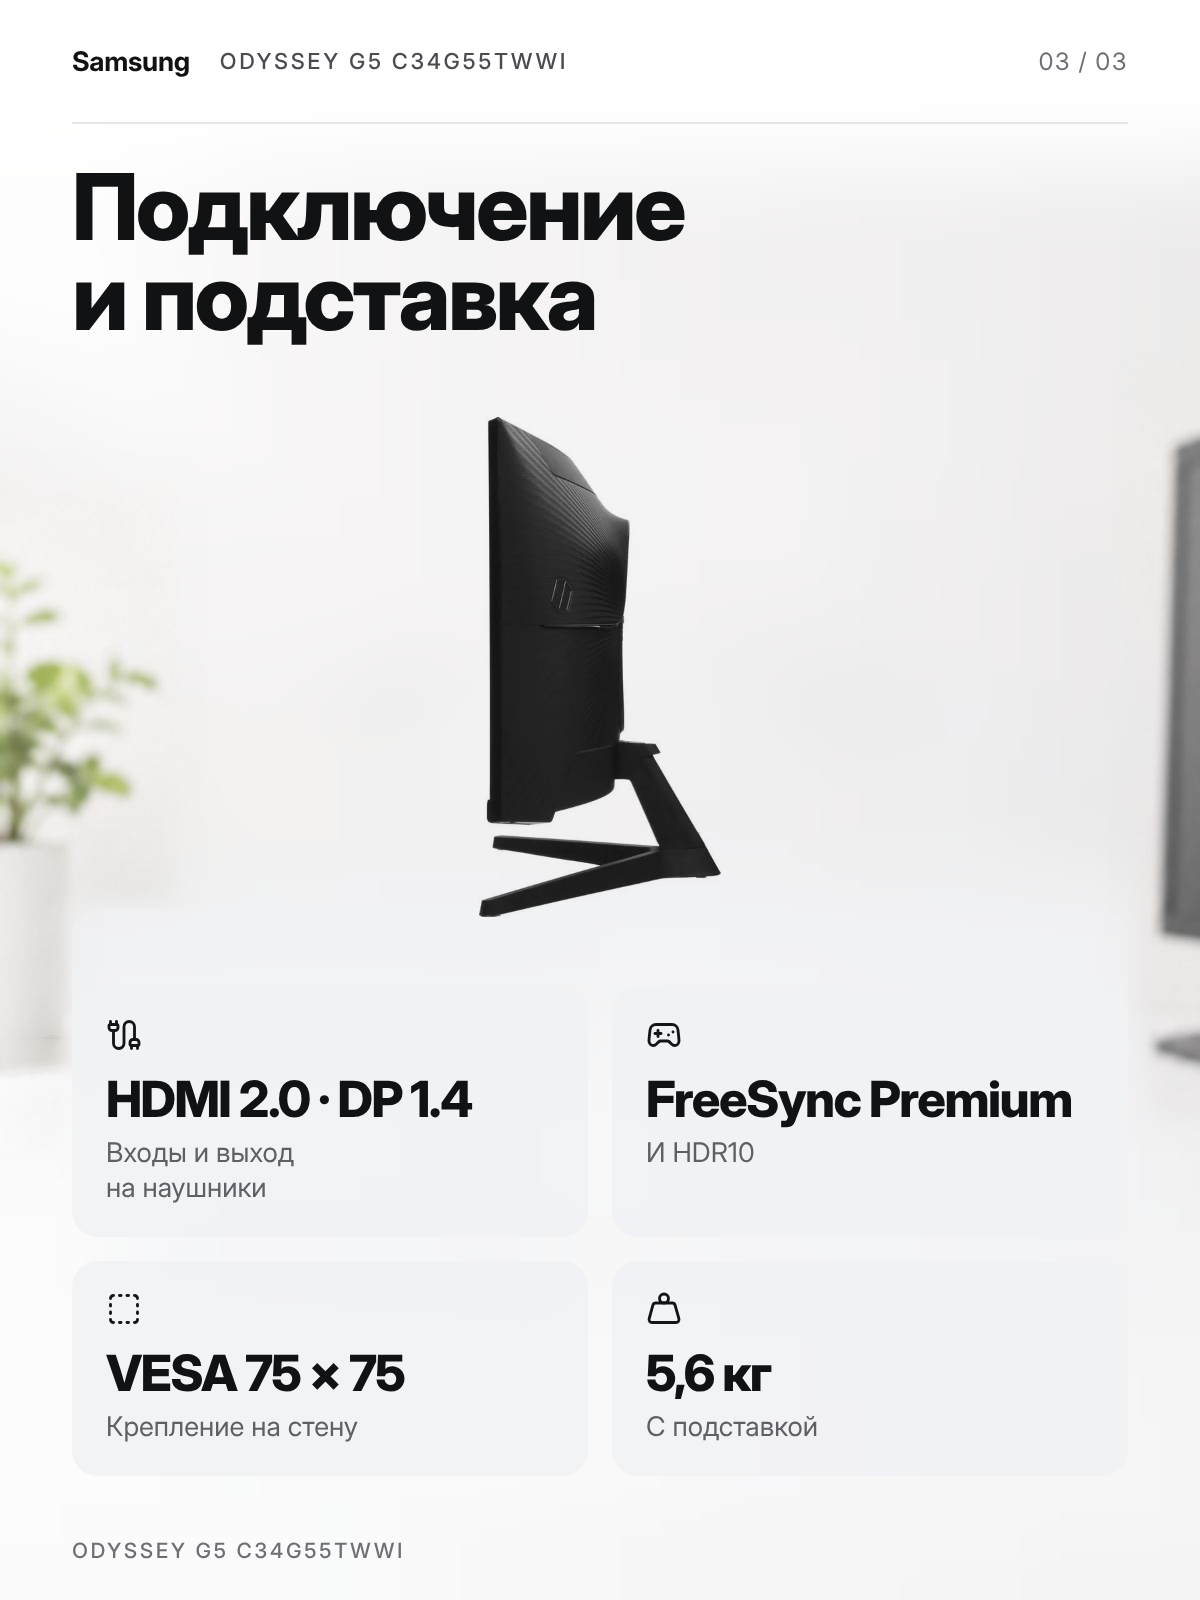 Samsung ODYSSEY G5 C34G55TWWI 03 / 03
Подключение
и подставка
HDMI 2.0 · DP 1.4
Входы и выход
на наушники
FreeSync Premium
И HDR10
VESA 75 × 75
Крепление на стену
5,6 кг
С подставкой
ODYSSEY G5 C34G55TWWI